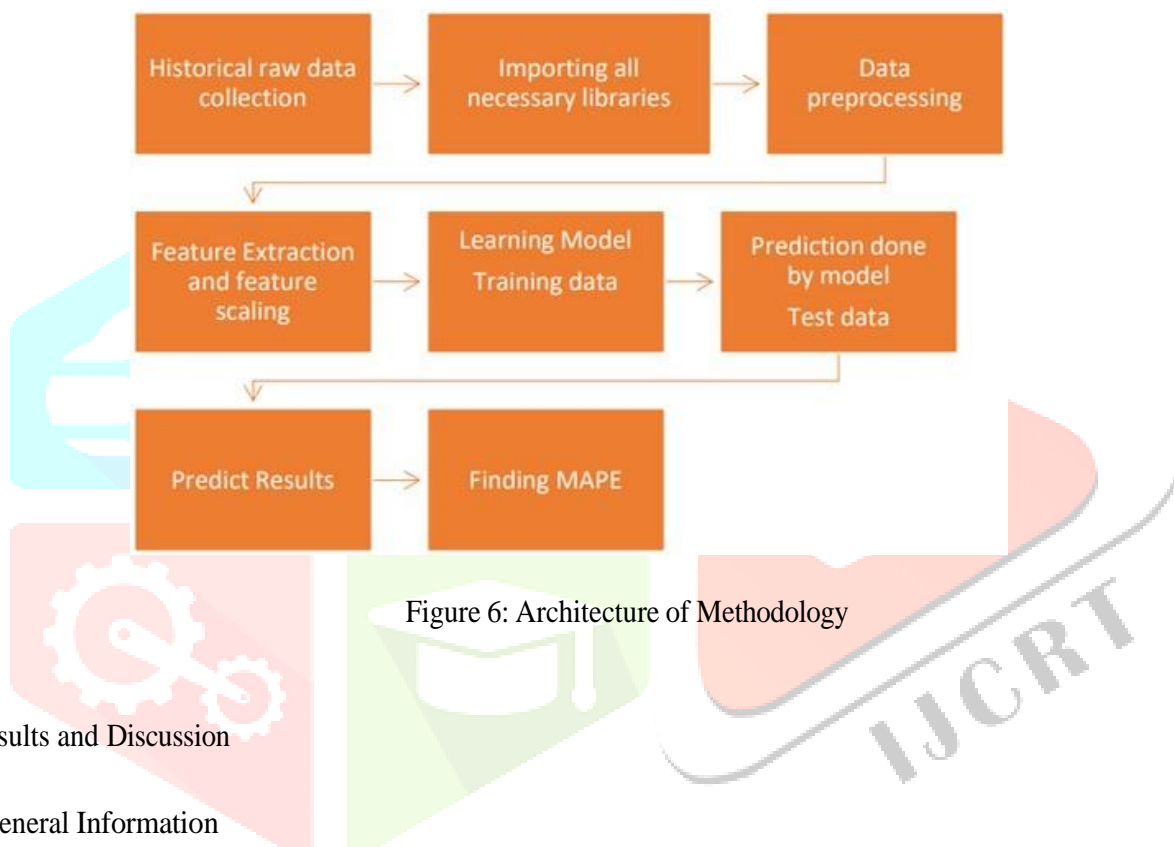 Historical raw data
collection
Importing all
necessary libraries
Data
preprocessing
Feature Extraction
and feature
scaling
Learning Model
Training data
Prediction done
by model
Test data
Predict Results
Finding MAPE
Figure 6: Architecture of Methodology
IJCRT
sults and Discussion
eneral Information